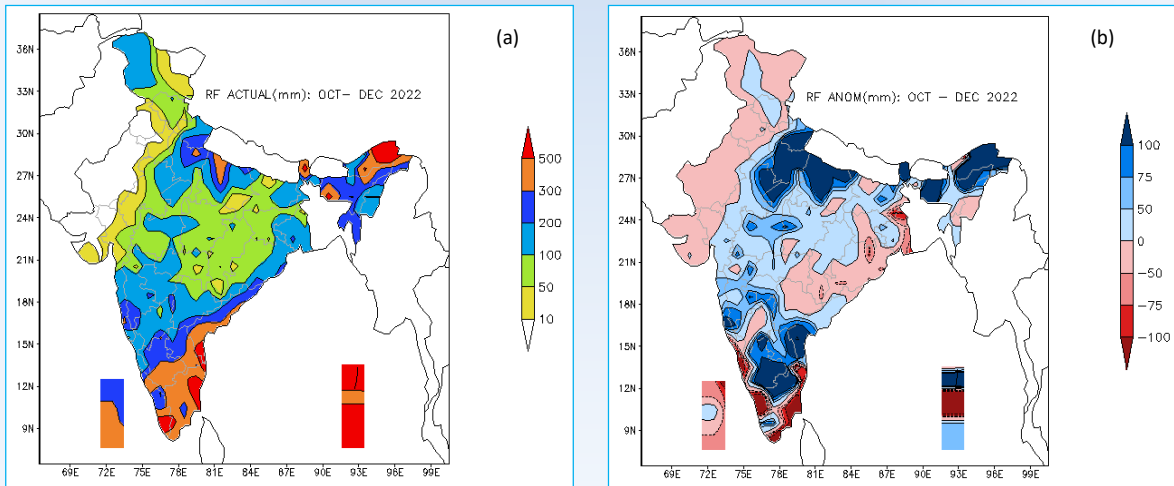 (a)
RF ACTUAL(mm): OCT- DEC 2022
36N
33N
30N
27N
24N
21N
18N
15N
12N
9N
69E 72E 75E 78E 81E 84E 87E 90E 93E 96E 99E
500
300
200
100
50
10
(b)
RF ANOM(mm): OCT - DEC 2022
36N
33N
30N
27N
24N
21N
18N
15N
12N
9N
69E 72E 75E 78E 81E 84E 87E 90E 93E 96E 99E
100
75
50
0
-50
-75
-100